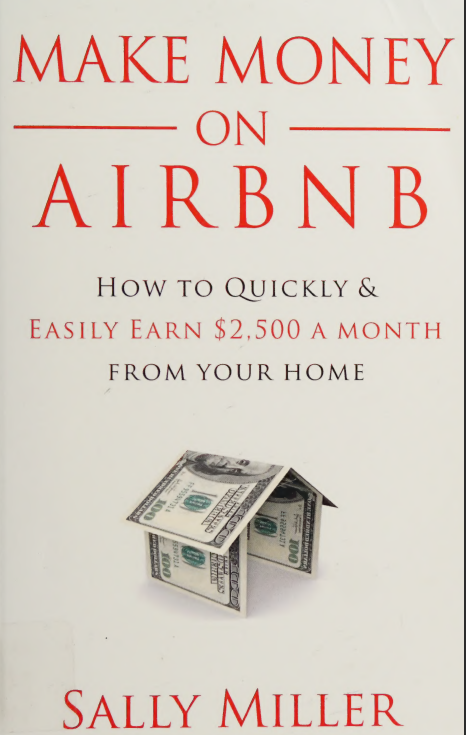 MAKE MONEY
ON
AIRBNB
HOW TO QUICKLY &
EASILY EARN $2,500 A MONTH
FROM YOUR HOME
SALLY MILLER